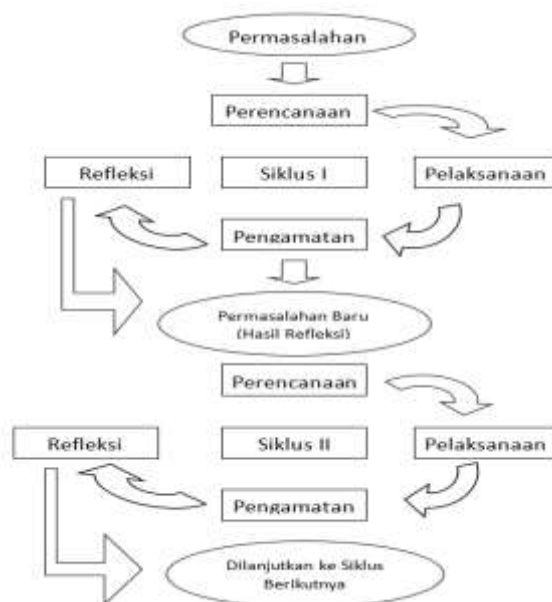 Permasalahan
Perencanaan
Refleksi
Siklus I
Pelaksanaan
Pengamatan
Permasalahan Baru
(Hasil Refleksi)
Perencanaan
Refleksi
Siklus II
Pelaksanaan
Pengamatan
Dilanjutkan ke Siklus
Berikutnya